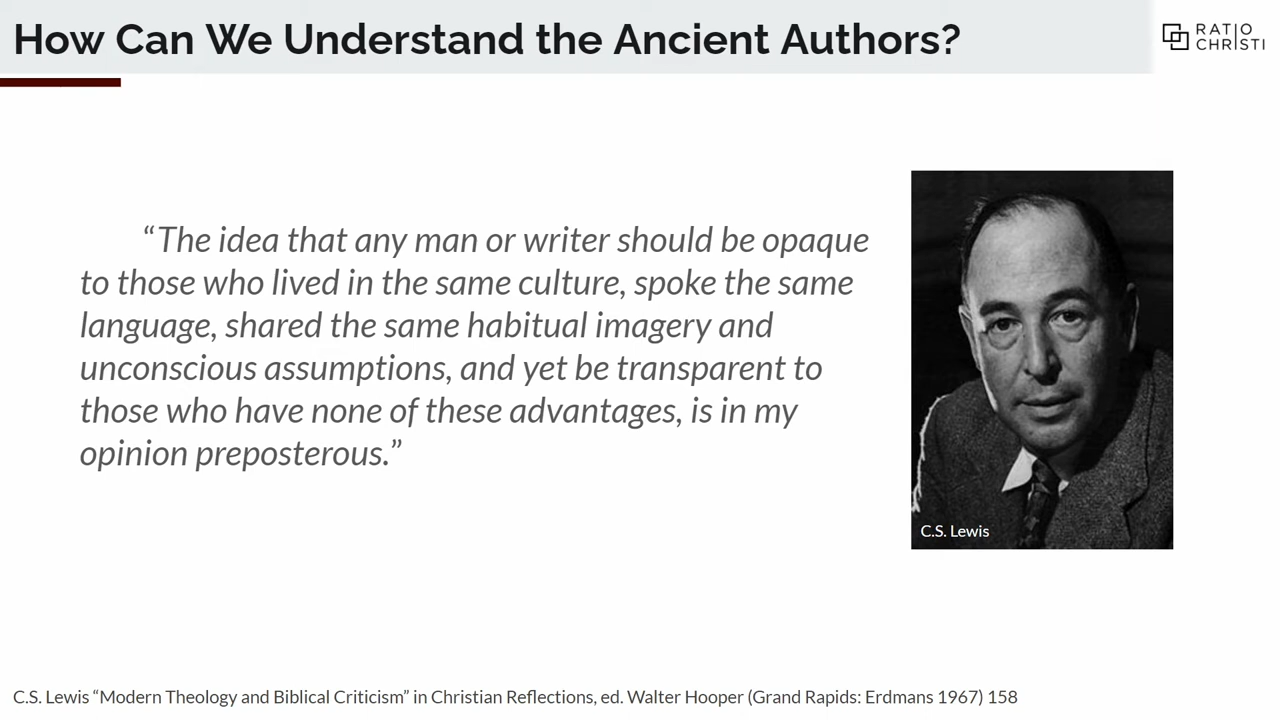 How Can We Understand the Ancient Authors?
RATIO
CHRISTI
“The idea that any man or writer should be opaque
to those who lived in the same culture, spoke the same
language, shared the same habitual imagery and
unconscious assumptions, and yet be transparent to
those who have none of these advantages, is in my
opinion preposterous.”
C.S. Lewis
C.S. Lewis “Modern Theology and Biblical Criticism” in Christian Reflections, ed. Walter Hooper (Grand Rapids: Erdmans 1967) 158